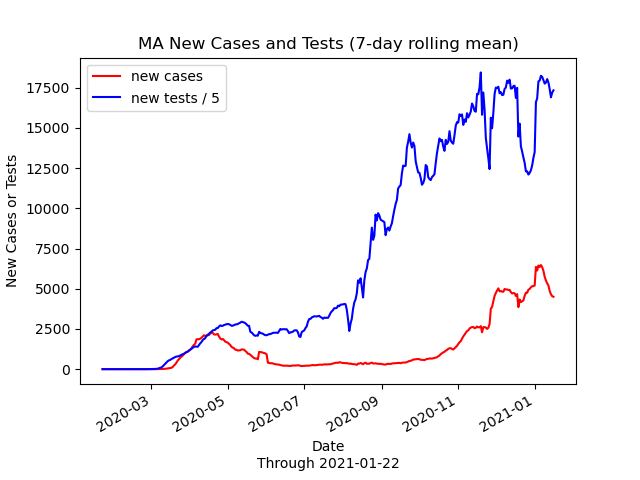 MA New Cases and Tests (7-day rolling mean)
new cases
new tests / 5
17500
15000
12500
10000
7500
5000
2500
0
New Cases or Tests
2020-03
2020-05
2020-07
2020-09
2020-11
2021-01
Date
Through 2021-01-22